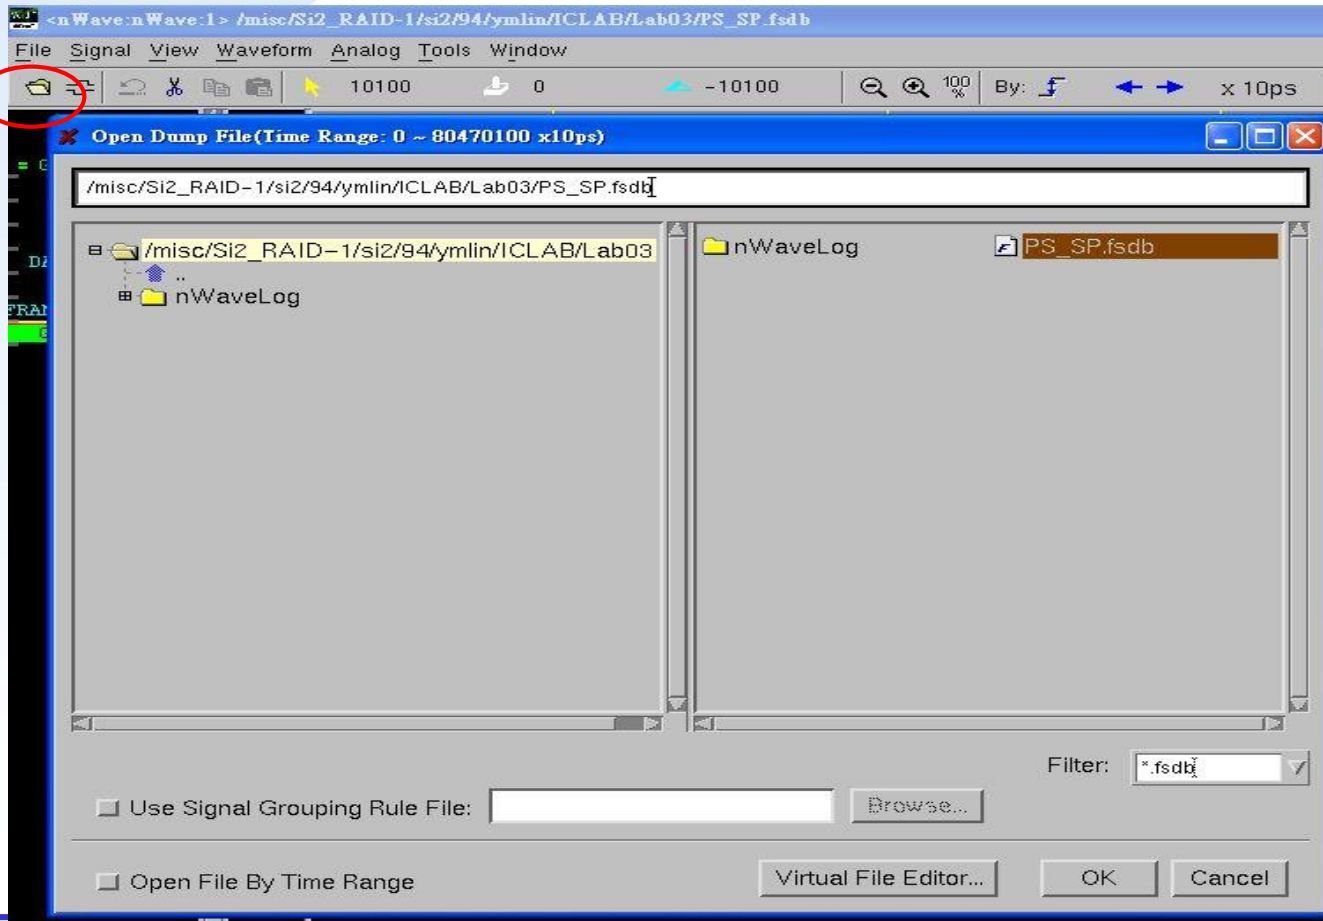 <nWave:nWave:1> /misc/Si2_RAID-1/si2/94/ymlin/ICLAB/Lab03/PS_SP.fsdb
File Signal View Waveform Analog Tools Window
10100 0 -10100 100% By: x 10ps
Open Dump File(Time Range: 0 ~ 80470100 x10ps)
/misc/Si2_RAID-1/si2/94/ymlin/ICLAB/Lab03/PS_SP.fsdb
/misc/Si2_RAID-1/si2/94/ymlin/ICLAB/Lab03
..
nWaveLog
nWaveLog PS_SP.fsdb
Filter: *.fsdb
Use Signal Grouping Rule File: Browse...
Open File By Time Range Virtual File Editor... OK Cancel